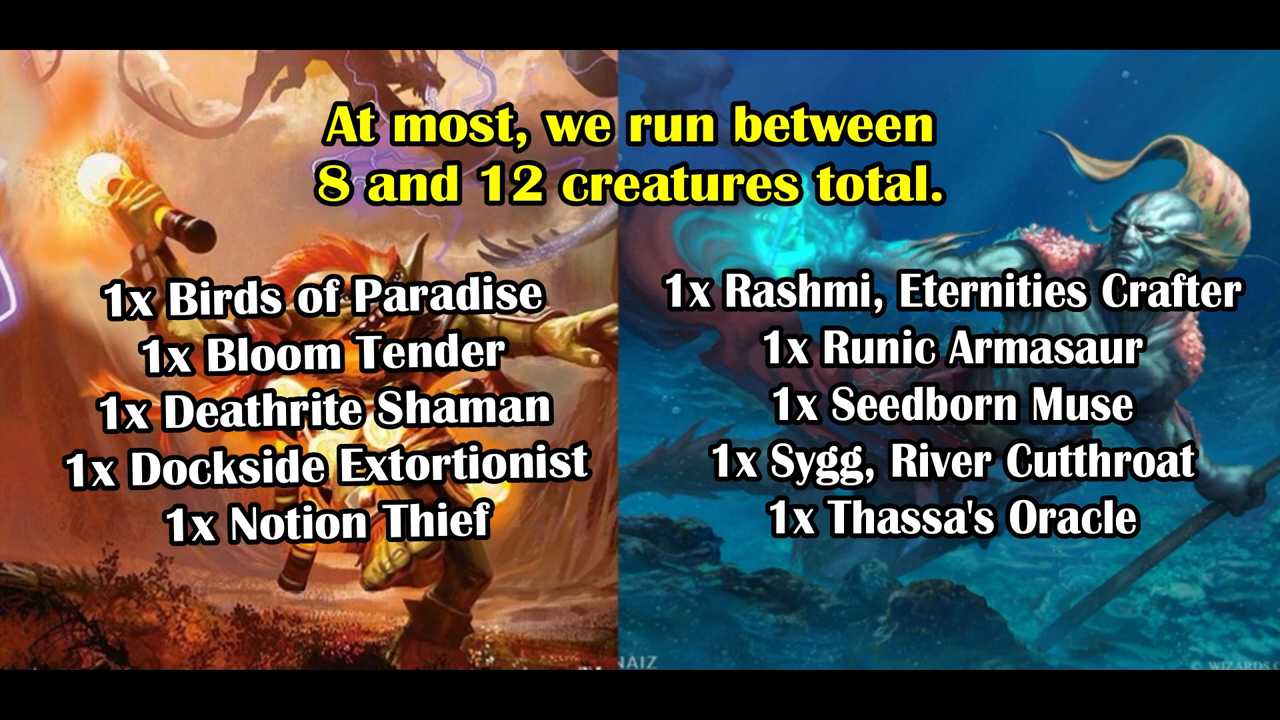 At most, we run between
8 and 12 creatures total.
1x Birds of Paradise
1x Bloom Tender
1x Deathrite Shaman
1x Dockside Extortionist
1x Notion Thief
1x Rashmi, Eternities Crafter
1x Runic Armasaur
1x Seedborn Muse
1x Sygg, River Cutthroat
1x Thassa's Oracle
NAIZ
© WIZARDS